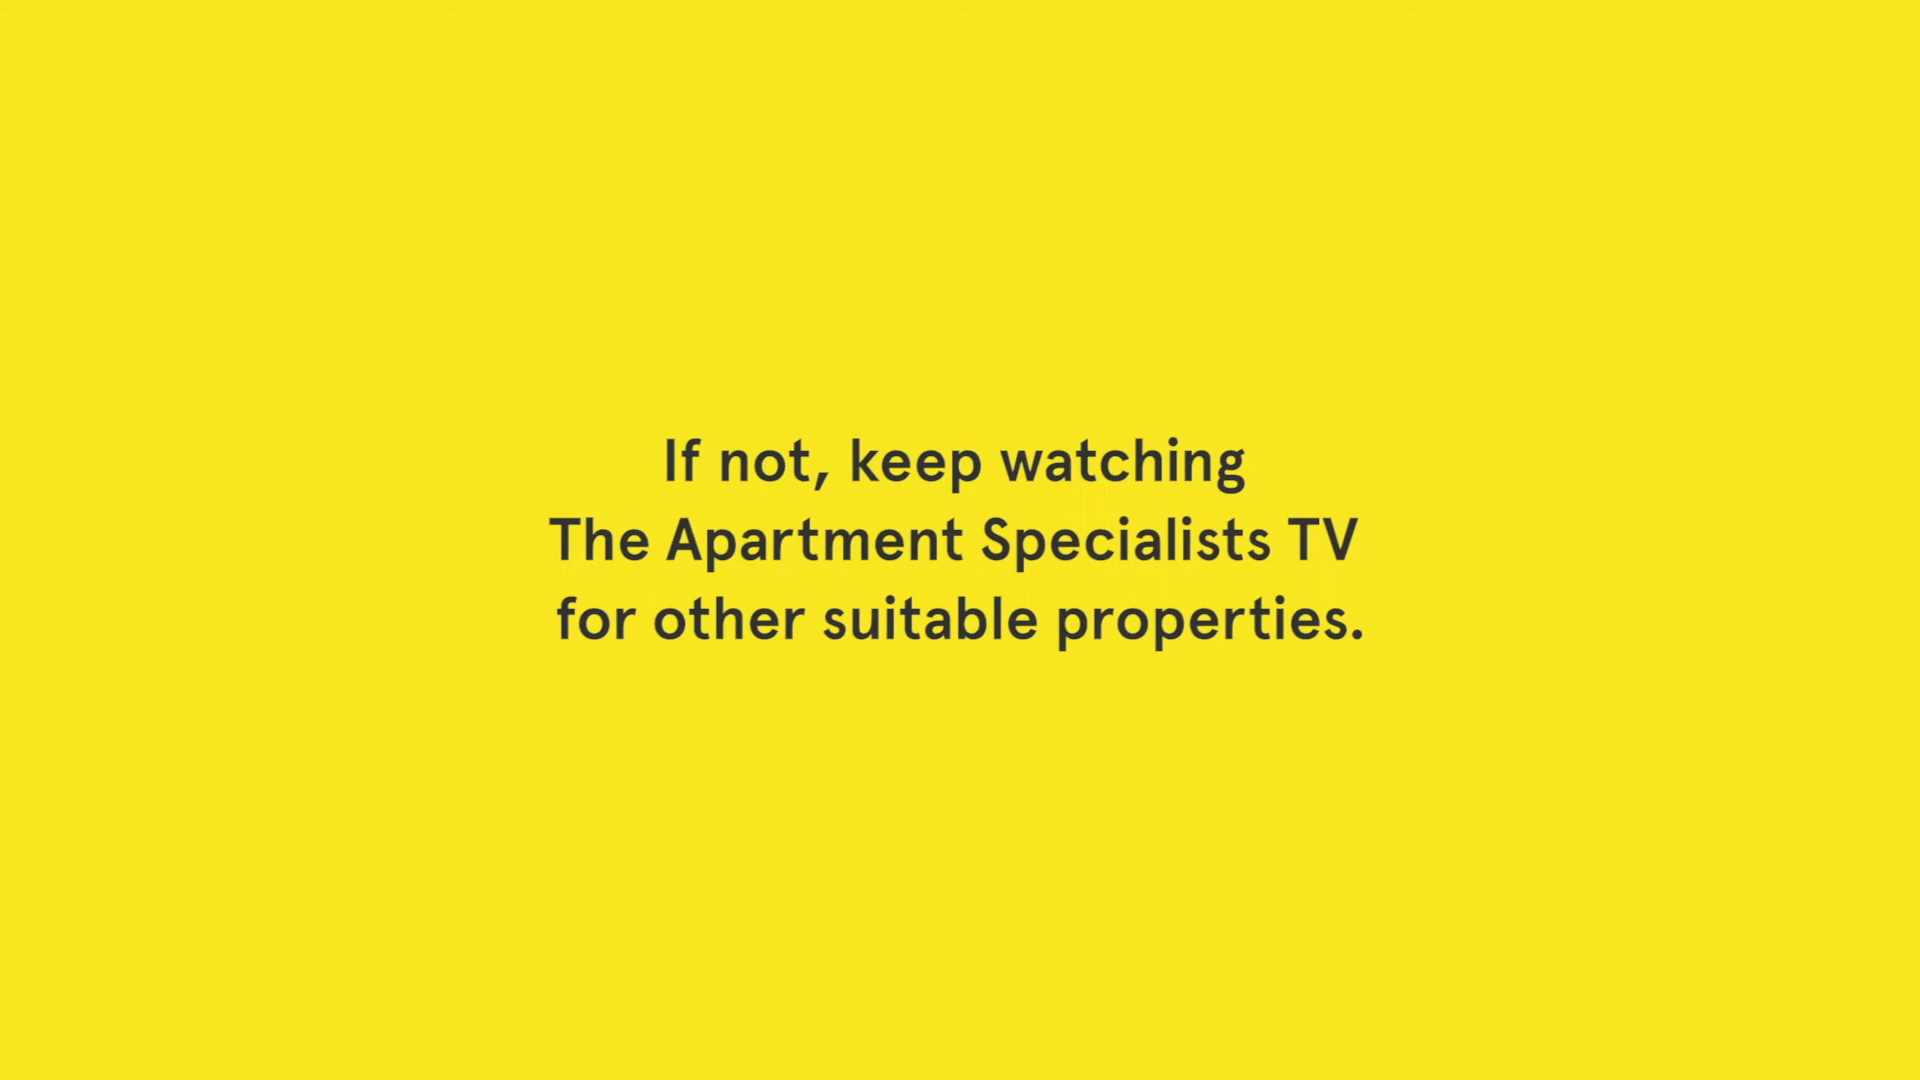 If not, keep watching
The Apartment Specialists TV
for other suitable properties.